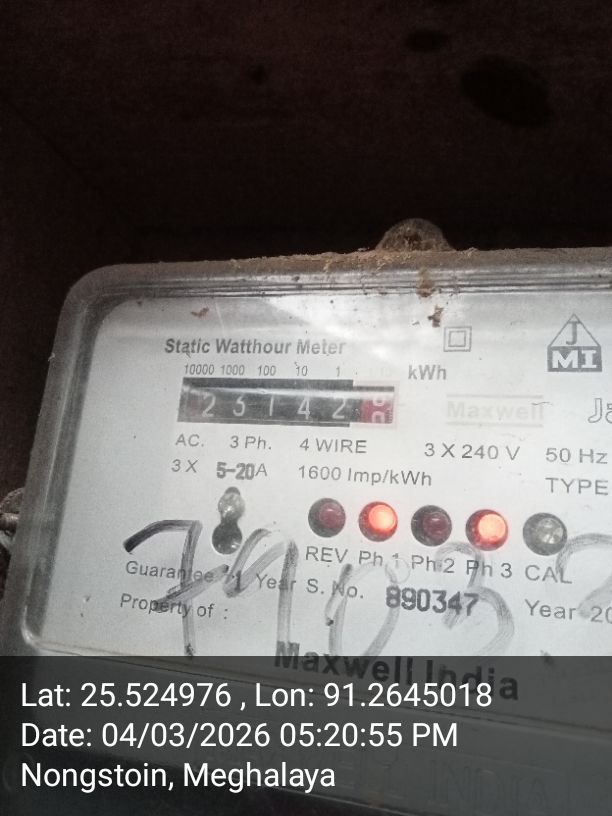 Static Watthour Meter
10000 1000 100 10 1
kWh
2 3 1 4 2
Maxwell
J
MI
AC. 3 Ph. 4 WIRE 3 X 240 V 50 Hz
3 X 5-20A 1600 Imp/kWh TYPE
REV Ph 1 Ph 2 Ph 3 CAL
Guarantee 1 Year S. No. 890347 Year 20
Property of :
Maxwell India
Lat: 25.524976 , Lon: 91.2645018
Date: 04/03/2026 05:20:55 PM
Nongstoin, Meghalaya